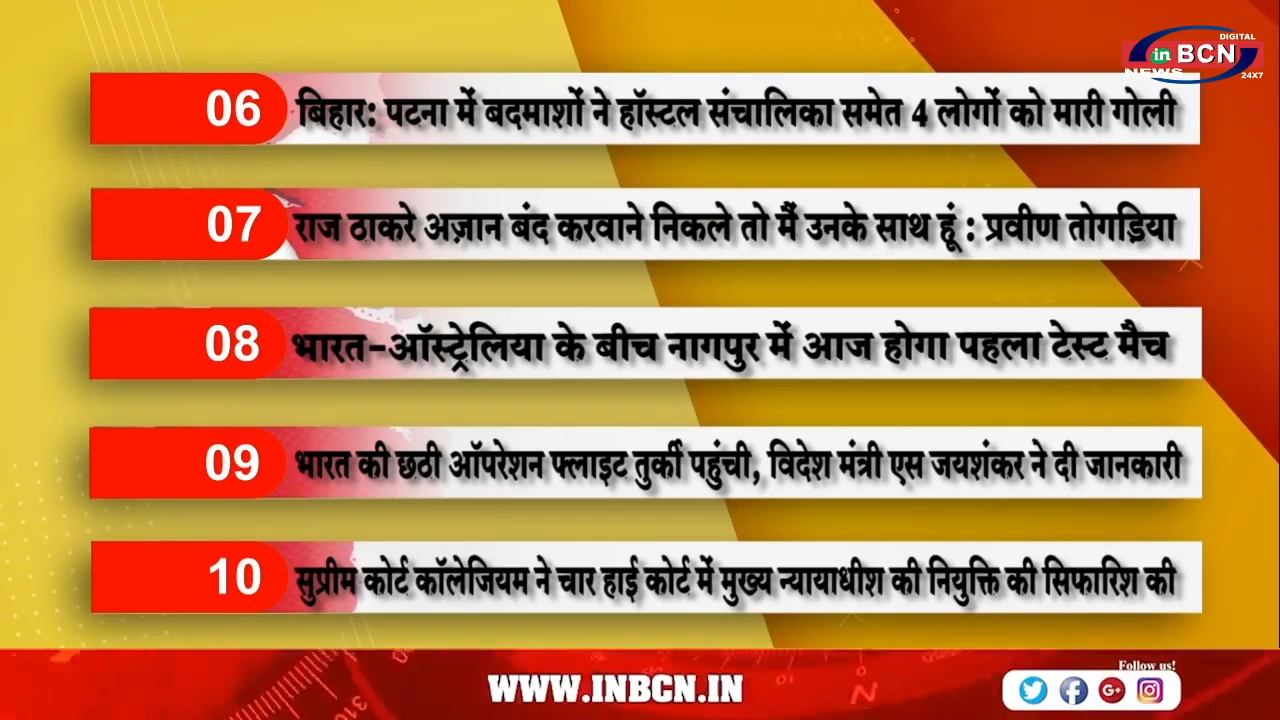 DIGITAL
in BCN
NEWS
24X7
06 बिहार: पटना में बदमाशों ने हॉस्टल संचालिका समेत 4 लोगों को मारी गोली
07 राज ठाकरे अज़ान बंद करवाने निकले तो मैं उनके साथ हूं : प्रवीण तोगड़िया
08 भारत-ऑस्ट्रेलिया के बीच नागपुर में आज होगा पहला टेस्ट मैच
09 भारत की छठी ऑपरेशन फ्लाइट तुर्की पहुंची, विदेश मंत्री एस जयशंकर ने दी जानकारी
10 सुप्रीम कोर्ट कॉलेजियम ने चार हाई कोर्ट में मुख्य न्यायाधीश की नियुक्ति की सिफारिश की
Follow us!
WWW.INBCN.IN